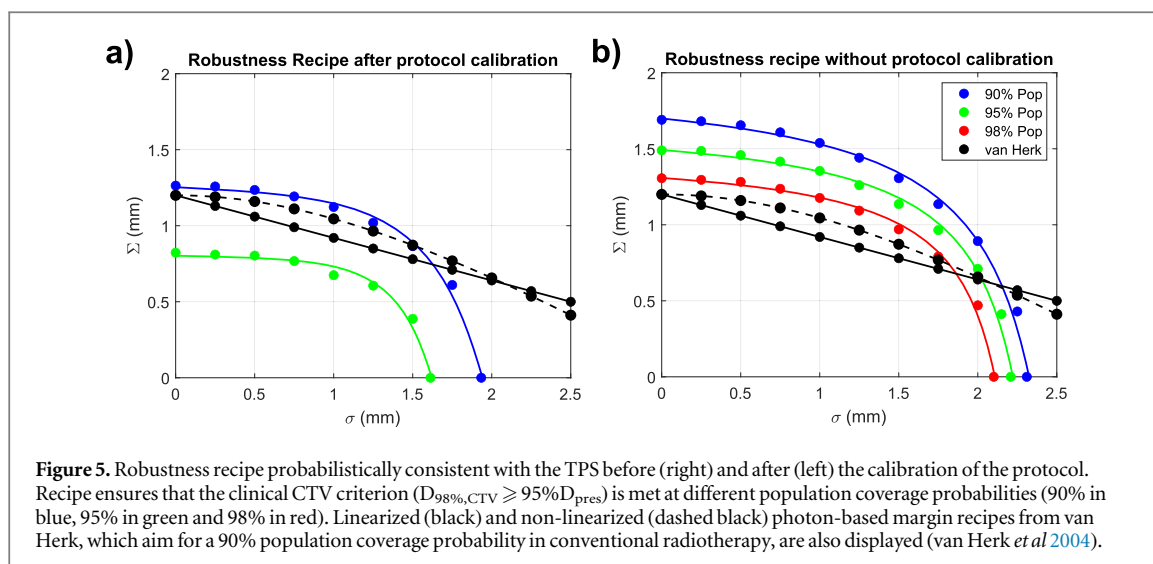 a)
Robustness Recipe after protocol calibration
2
1.5
1
0.5
0
Σ (mm)
0 0.5 1 1.5 2 2.5
σ (mm)
b)
Robustness recipe without protocol calibration
2
1.5
1
0.5
0
Σ (mm)
0 0.5 1 1.5 2 2.5
σ (mm)
90% Pop
95% Pop
98% Pop
van Herk
Figure 5. Robustness recipe probabilistically consistent with the TPS before (right) and after (left) the calibration of the protocol.
Recipe ensures that the clinical CTV criterion (D98%,CTV ⩾ 95%Dpres) is met at different population coverage probabilities (90% in
blue, 95% in green and 98% in red). Linearized (black) and non-linearized (dashed black) photon-based margin recipes from van
Herk, which aim for a 90% population coverage probability in conventional radiotherapy, are also displayed (van Herk et al 2004).